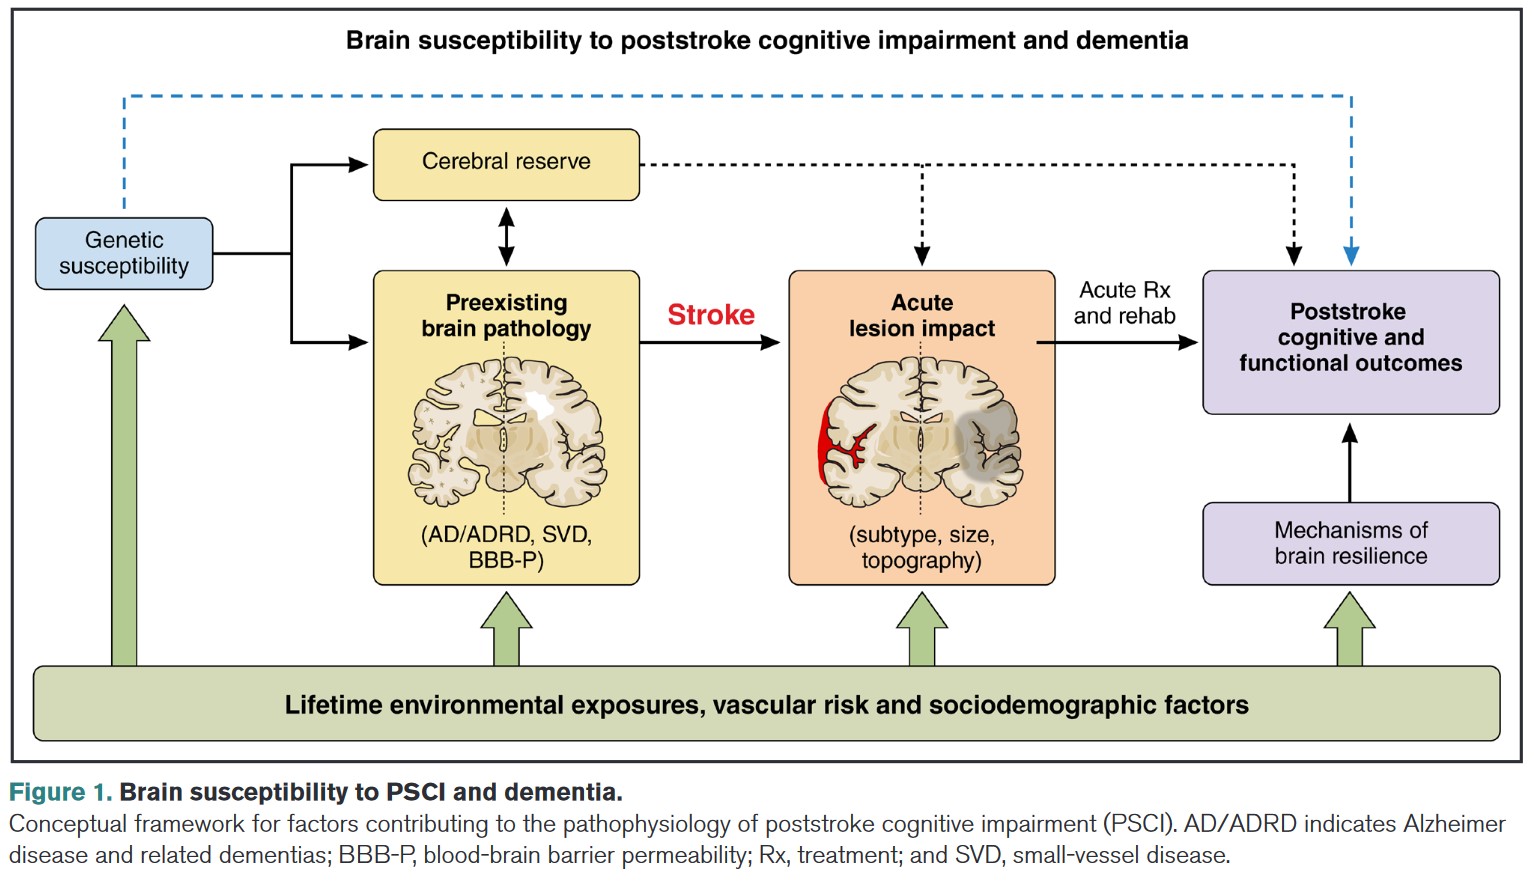 Brain susceptibility to poststroke cognitive impairment and dementia
Cerebral reserve
Genetic
susceptibility
Preexisting
brain pathology
(AD/ADRD, SVD,
BBB-P)
Stroke
Acute
lesion impact
(subtype, size,
topography)
Acute Rx
and rehab
Poststroke
cognitive and
functional outcomes
Mechanisms of
brain resilience
Lifetime environmental exposures, vascular risk and sociodemographic factors
Figure 1. Brain susceptibility to PSCI and dementia.
Conceptual framework for factors contributing to the pathophysiology of poststroke cognitive impairment (PSCI). AD/ADRD indicates Alzheimer
disease and related dementias; BBB-P, blood-brain barrier permeability; Rx, treatment; and SVD, small-vessel disease.